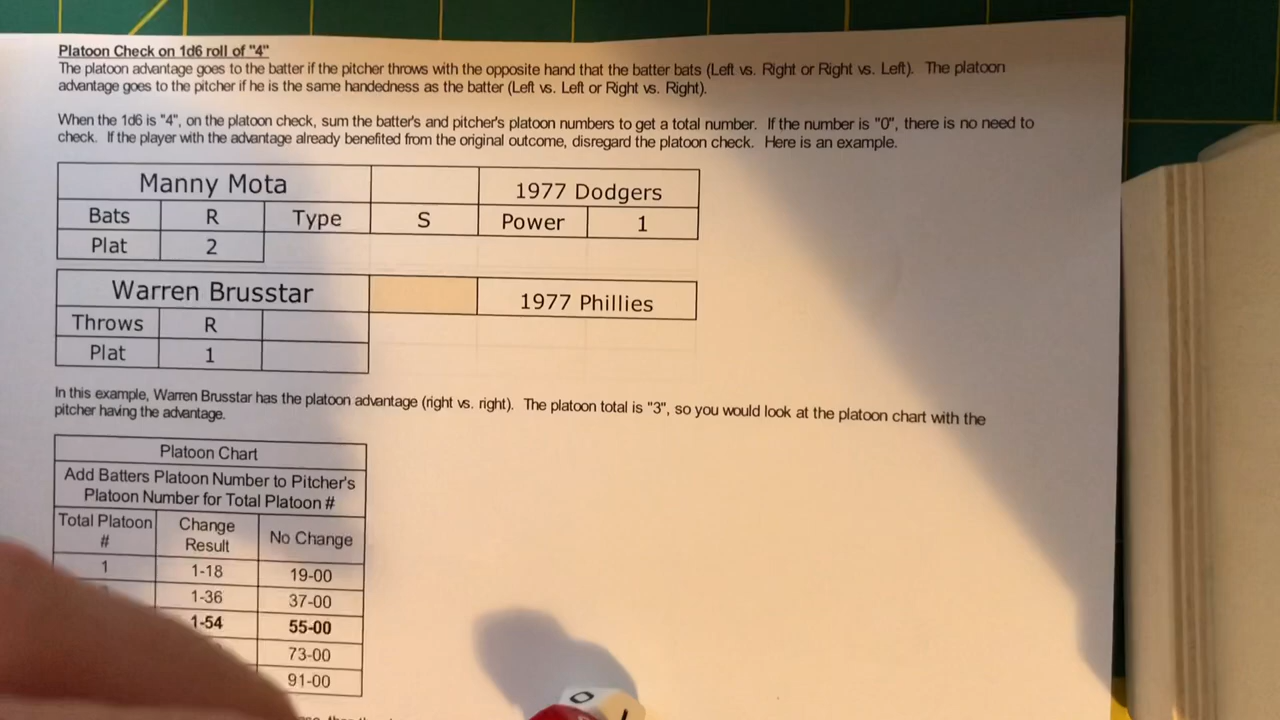 Platoon Check on 1d6 roll of "4"
The platoon advantage goes to the batter if the pitcher throws with the opposite hand that the batter bats (Left vs. Right or Right vs. Left). The platoon
advantage goes to the pitcher if he is the same handedness as the batter (Left vs. Left or Right vs. Right).
When the 1d6 is "4", on the platoon check, sum the batter's and pitcher's platoon numbers to get a total number. If the number is "0", there is no need to
check. If the player with the advantage already benefited from the original outcome, disregard the platoon check. Here is an example.
Manny Mota 1977 Dodgers
Bats R Type S Power 1
Plat 2
Warren Brusstar 1977 Phillies
Throws R
Plat 1
In this example, Warren Brusstar has the platoon advantage (right vs. right). The platoon total is "3", so you would look at the platoon chart with the
pitcher having the advantage.
Platoon Chart
Add Batters Platoon Number to Pitcher's
Platoon Number for Total Platoon #
Total Platoon # Change Result No Change
1 1-18 19-00
1-36 37-00
1-54 55-00
73-00
91-00